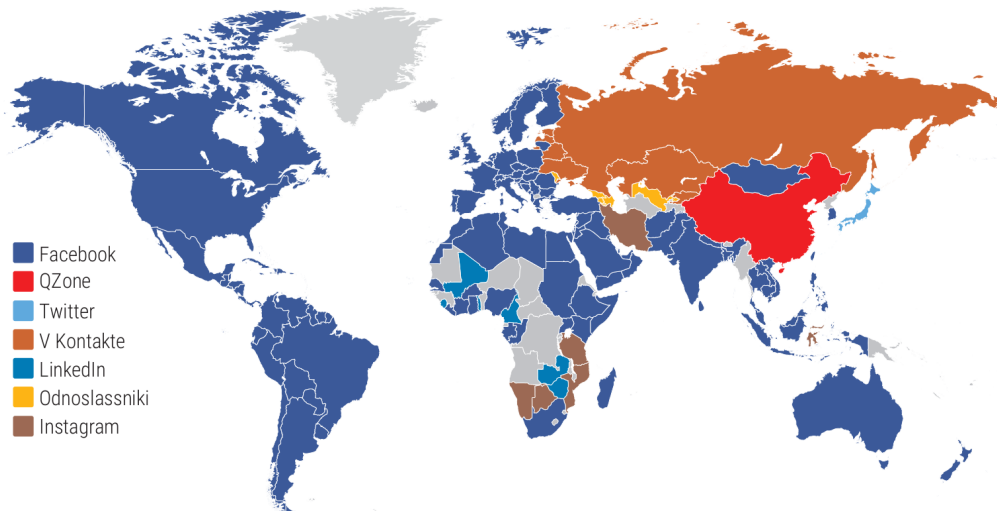 Facebook
QZone
Twitter
V Kontakte
LinkedIn
Odnoslassniki
Instagram